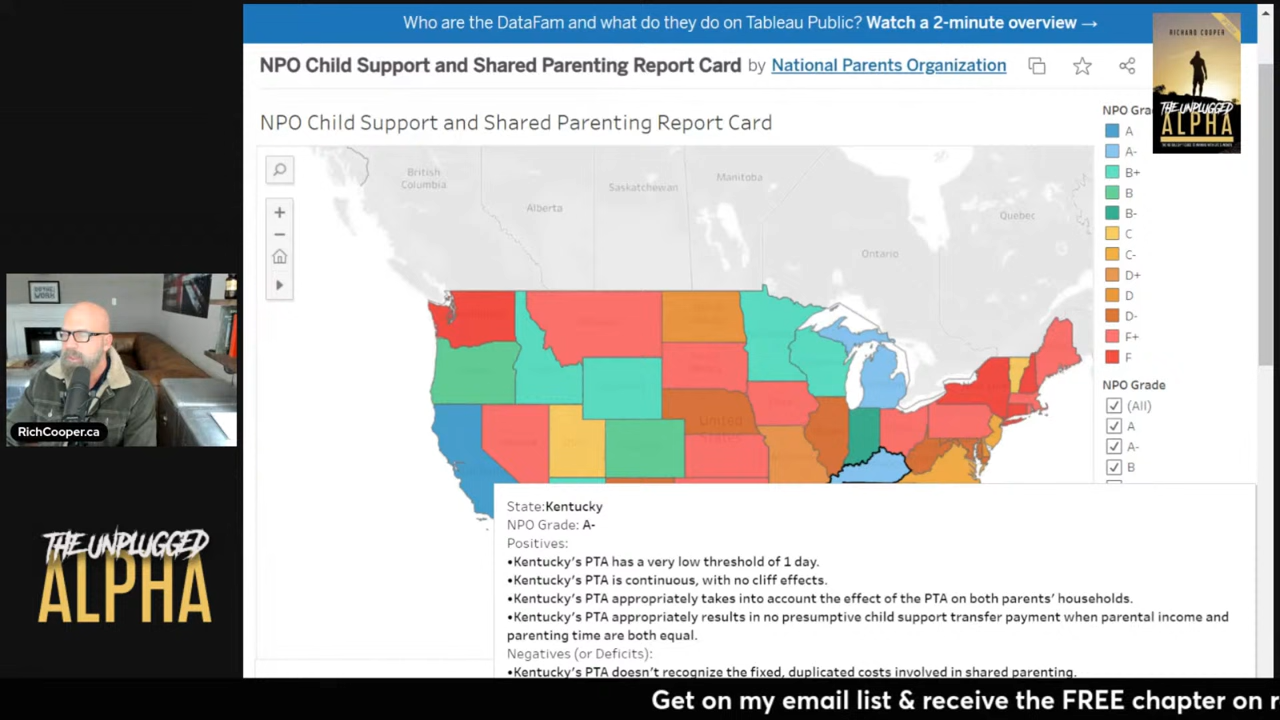 Who are the DataFam and what do they do on Tableau Public? Watch a 2-minute overview →
NPO Child Support and Shared Parenting Report Card by National Parents Organization
RICHARD COOPER
THE UNPLUGGED
ALPHA
NPO Child Support and Shared Parenting Report Card
NPO Gra
A
A-
B+
B
B-
C
C-
D+
D
D-
F+
F
British
Columbia
Alberta
Saskatchewan
Manitoba
Ontario
Quebec
United
States
NPO Grade
(All)
A
A-
B
WORK
RichCooper.ca
THE UNPLUGGED
ALPHA
State:Kentucky
NPO Grade: A-
Positives:
•Kentucky's PTA has a very low threshold of 1 day.
•Kentucky's PTA is continuous, with no cliff effects.
•Kentucky's PTA appropriately takes into account the effect of the PTA on both parents' households.
•Kentucky's PTA appropriately results in no presumptive child support transfer payment when parental income and
parenting time are both equal.
Negatives (or Deficits):
•Kentucky's PTA doesn't recognize the fixed, duplicated costs involved in shared parenting.
Get on my email list & receive the FREE chapter on r